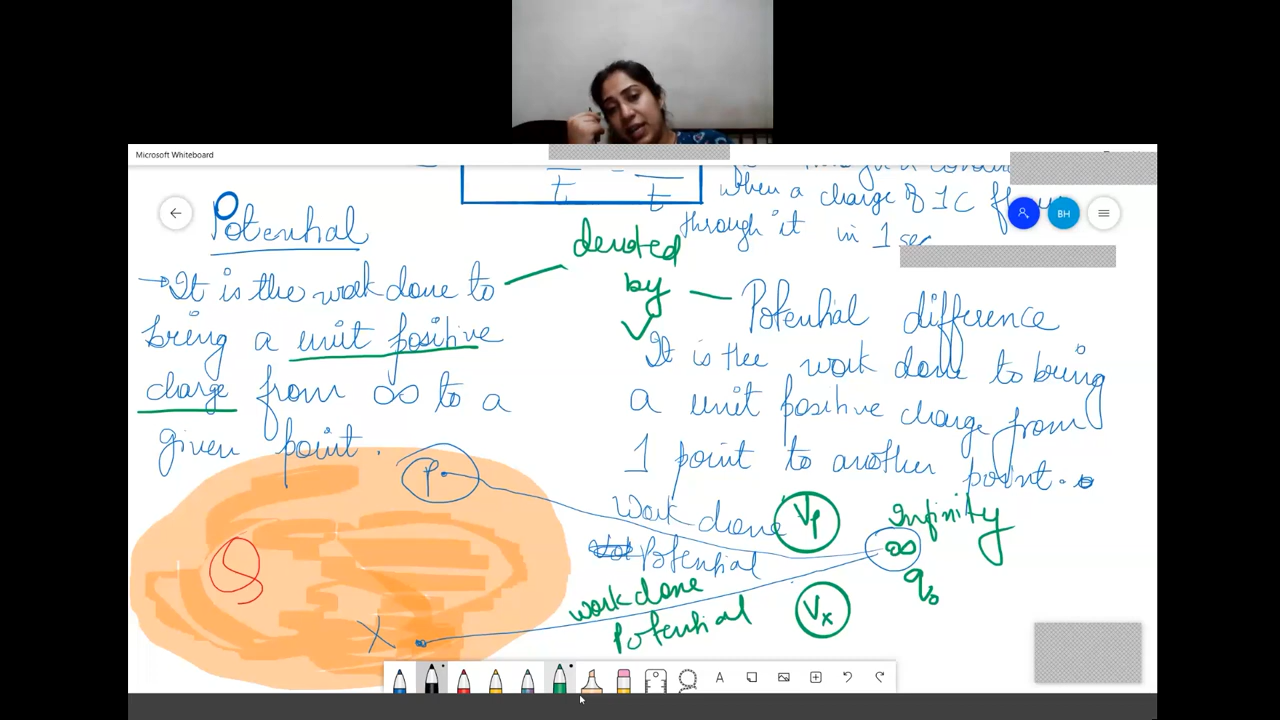 Microsoft Whiteboard
t t
when a charge of 1C
through it in 1 sec
BH
Potential
→ It is the work done to
bring a unit positive
charge from ∞ to a
given point.
denoted
by
Potential difference
It is the work done to bring
a unit positive charge from
1 point to another point.
P
Work done
Potential
Vp
Infinity
∞
q₀
Q
X
work done
Potential
Vx
A